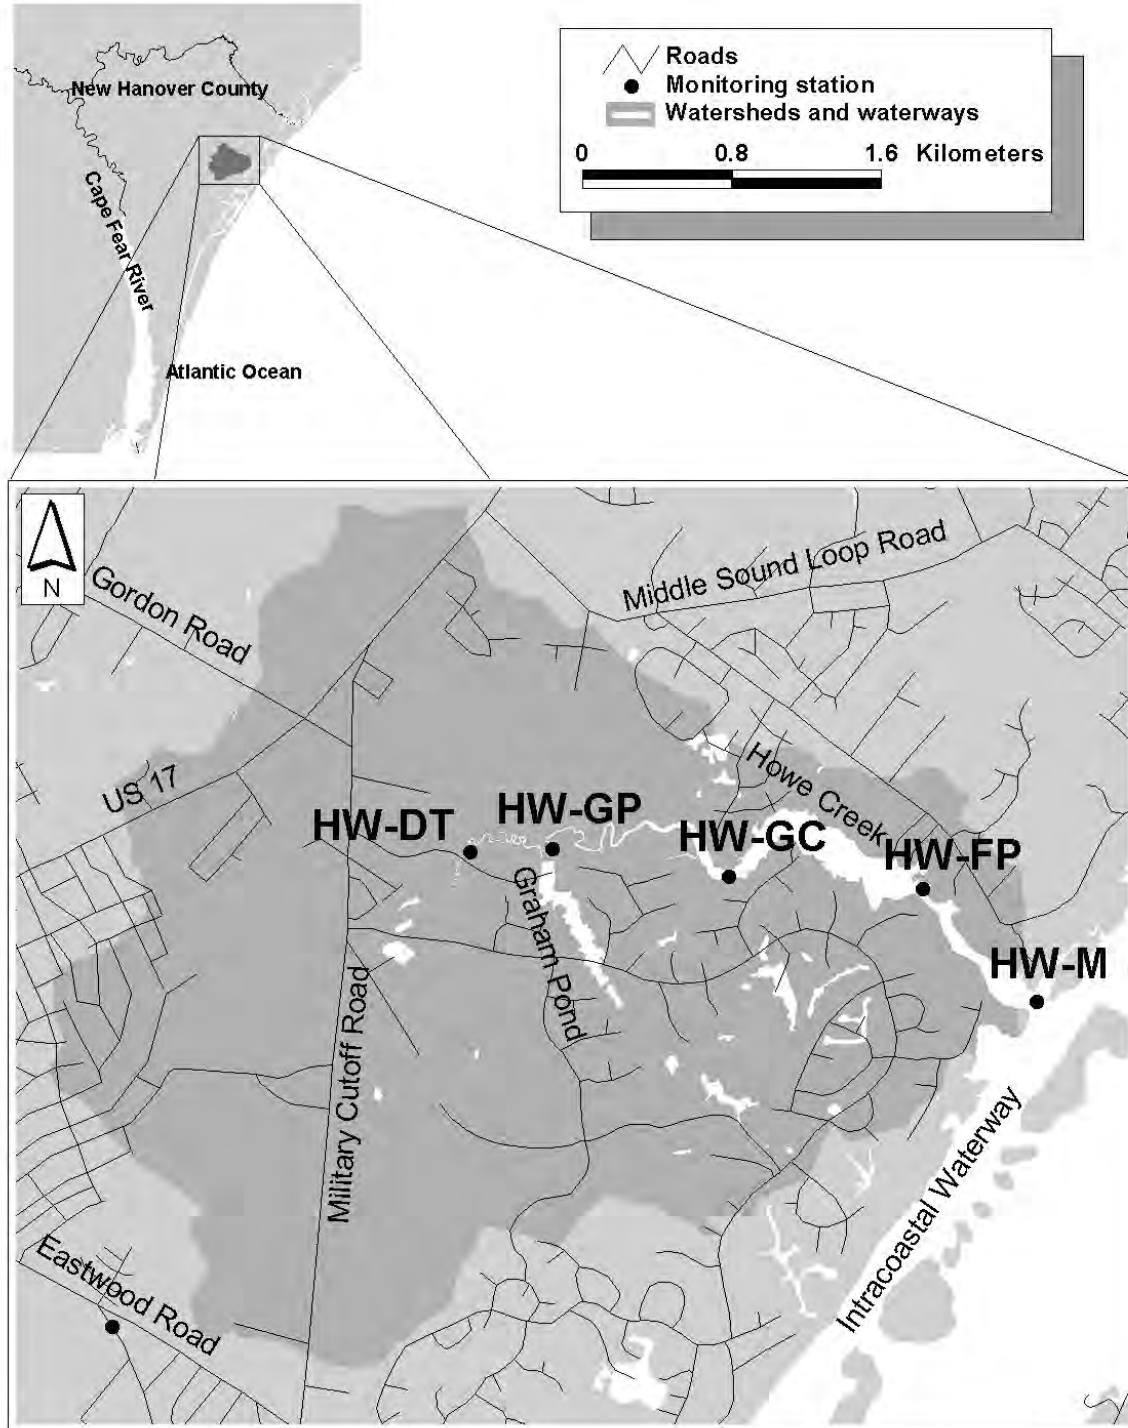 New Hanover County
Cape Fear River
Atlantic Ocean
Roads
Monitoring station
Watersheds and waterways
0 0.8 1.6 Kilometers
N
Gordon Road
Middle Sound Loop Road
US 17
Howe Creek
HW-DT
HW-GP
HW-GC
HW-FP
HW-M
Graham Pond
Military Cutoff Road
Intracoastal Waterway
Eastwood Road